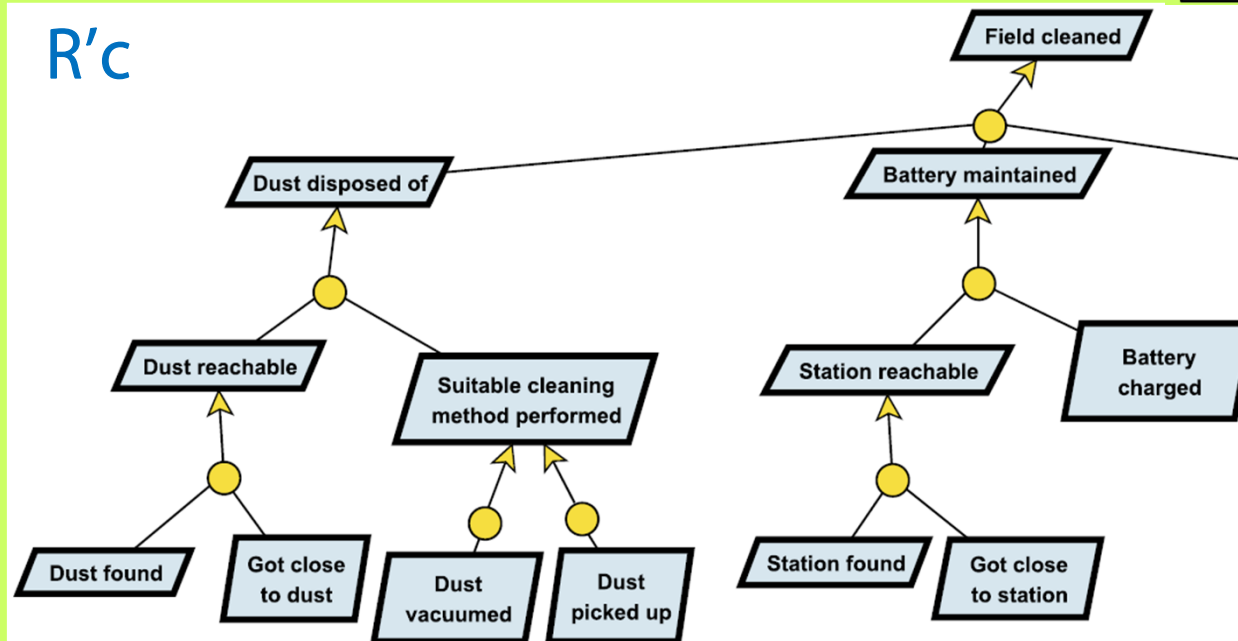 R'c
Field cleaned
Dust disposed of
Battery maintained
Dust reachable
Suitable cleaning
method performed
Station reachable
Battery
charged
Dust found
Got close
to dust
Dust
vacuumed
Dust
picked up
Station found
Got close
to station